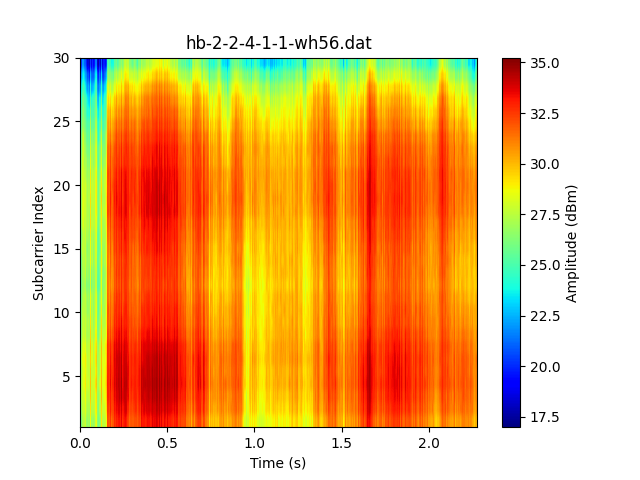 hb-2-2-4-1-1-wh56.dat
30
25
20
15
10
5
Subcarrier Index
0.0 0.5 1.0 1.5 2.0
Time (s)
35.0
32.5
30.0
27.5
25.0
22.5
20.0
17.5
Amplitude (dBm)